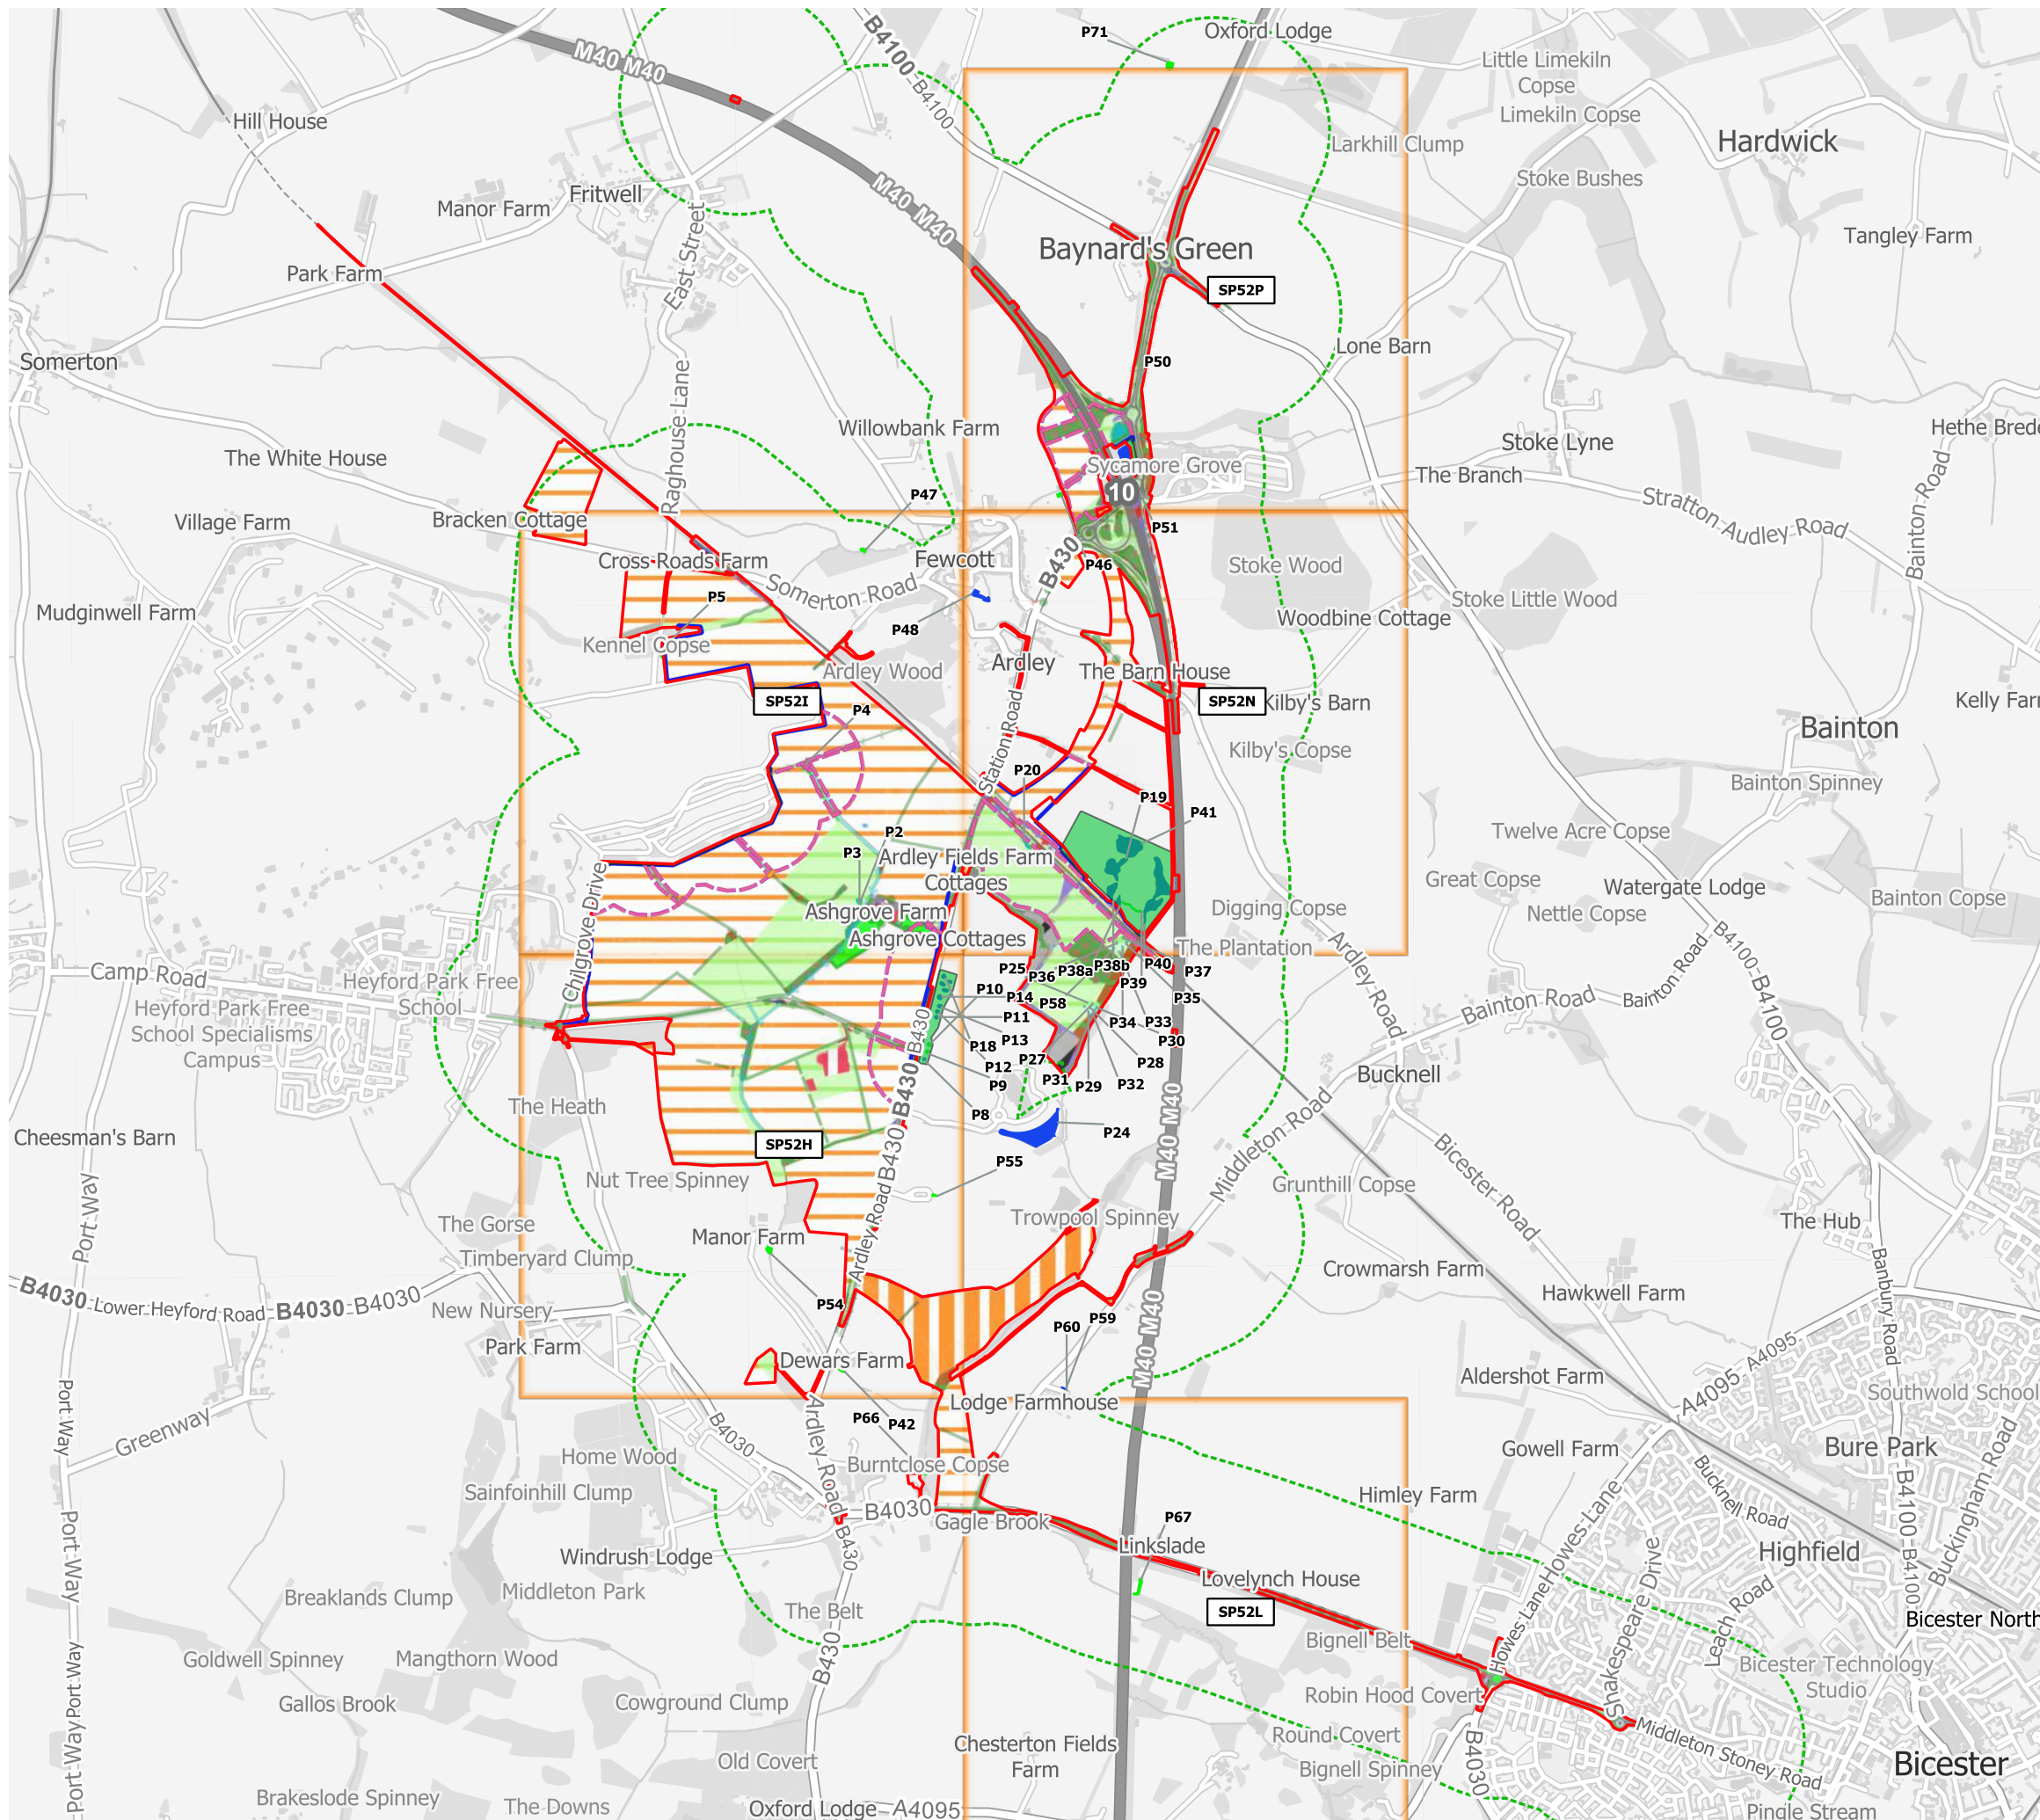 P71
Oxford Lodge
B4100
B4100
M40 M40
Little Limekiln
Copse
Limekiln Copse
Hill House
Hardwick
Larkhill Clump
Stoke Bushes
Fritwell
Manor Farm
M40 M40
East Street
Baynard's Green
Tangley Farm
Park Farm
SP52P
Somerton
Lone Barn
P50
Raghouse Lane
Willowbank Farm
Stoke Lyne
The White House
Sycamore Grove
The Branch
10
P47
Stratton Audley Road
Bainton Road
Village Farm
Bracken Cottage
P51
Cross Roads Farm
Fewcott
B430
P46
Stoke Wood
Somerton Road
P5
Stoke Little Wood
Mudginwell Farm
P48
Woodbine Cottage
Kennel Copse
Ardley Wood
Ardley
The Barn House
SP52I
SP52N
Kilby's Barn
P4
Station Road
Bainton
Kilby's Copse
P20
Bainton Spinney
P19
P41
Twelve Acre Copse
P2
P3
Ardley Fields Farm
Cottages
Great Copse
Watergate Lodge
Chilgrove Drive
Ashgrove Farm
Digging Copse
Nettle Copse
Bainton Copse
Ashgrove Cottages
The Plantation
Ardley Road
B4100
B4100
Camp Road
P25
P36
P38a
P38b
P40
P37
Heyford Park Free
School
P10
P14
P58
P39
P35
Bainton Road
Bainton Road
Heyford Park Free
School Specialisms
Campus
B430
P11
P34
P33
P18
P13
P30
P12
P27
P28
P9
P31
P29
P32
Bucknell
B430
The Heath
P8
M40 M40
Cheesman's Barn
P24
SP52H
Middleton Road
Bicester Road
B430
P55
Nut Tree Spinney
Grunthill Copse
Port Way
The Gorse
Manor Farm
Ardley Road
Trowpool Spinney
The Hub
Timberyard Clump
Crowmarsh Farm
B4030
Lower Heyford Road
B4030
B4030
New Nursery
P54
P59
P60
Hawkwell Farm
Banbury Road
Park Farm
M40 M40
A4095
A4095
Dewars Farm
Aldershot Farm
Southwold School
Port Way
Lodge Farmhouse
Greenway
P66
P42
B4030
Ardley Road
Gowell Farm
Bure Park
Home Wood
Burntclose Copse
Bucknell Road
Sainfoinhill Clump
Himley Farm
Howes Lane
B4100
B4100
Buckingham Road
B4030
Gagle Brook
P67
Port Way
B430
Linkslade
Windrush Lodge
Highfield
Howes Lane
Shakespeare Drive
Lovelynch House
Middleton Park
Breaklands Clump
The Belt
SP52L
Leach Road
Bicester North
B430
Bignell Belt
Howes Lane
Goldwell Spinney
Mangthorn Wood
Bicester Technology
Studio
Port Way
Port Way
Gallos Brook
Cowground Clump
Robin Hood Covert
Chesterton Fields
Farm
Round Covert
Middleton Stoney Road
Old Covert
Bignell Spinney
B4030
Bicester
Brakeslode Spinney
The Downs
Oxford Lodge
A4095
Pingle Stream